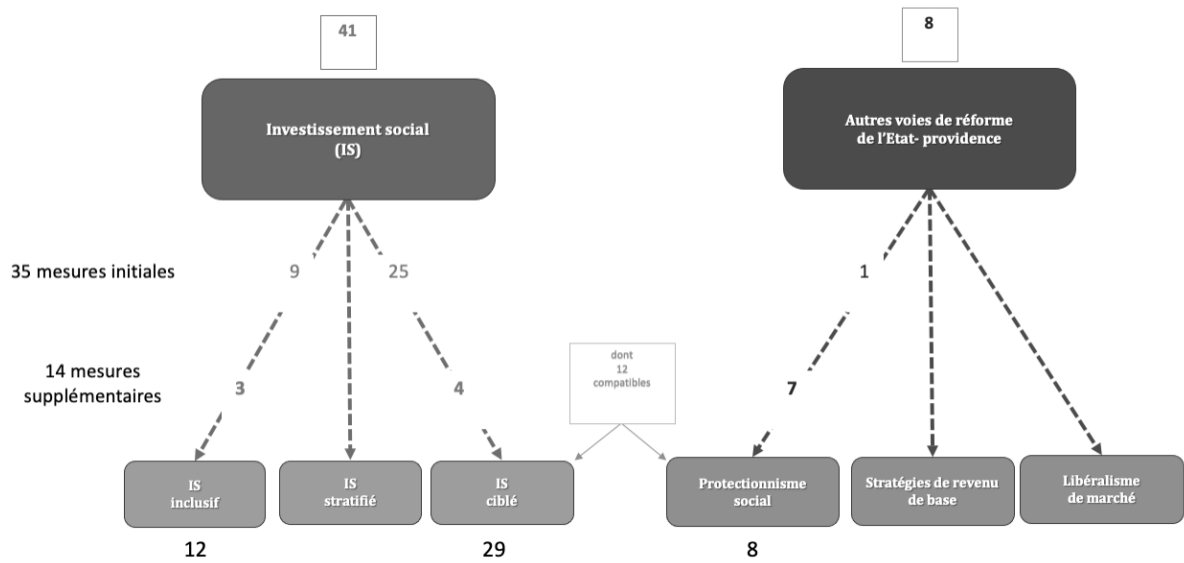 41
8
Investissement social
(IS)
Autres voies de réforme
de l'Etat- providence
35 mesures initiales
9
25
1
14 mesures
supplémentaires
3
4
dont
12
compatibles
7
IS
inclusif
IS
stratifié
IS
ciblé
Protectionnisme
social
Stratégies de revenu
de base
Libéralisme
de marché
12
29
8